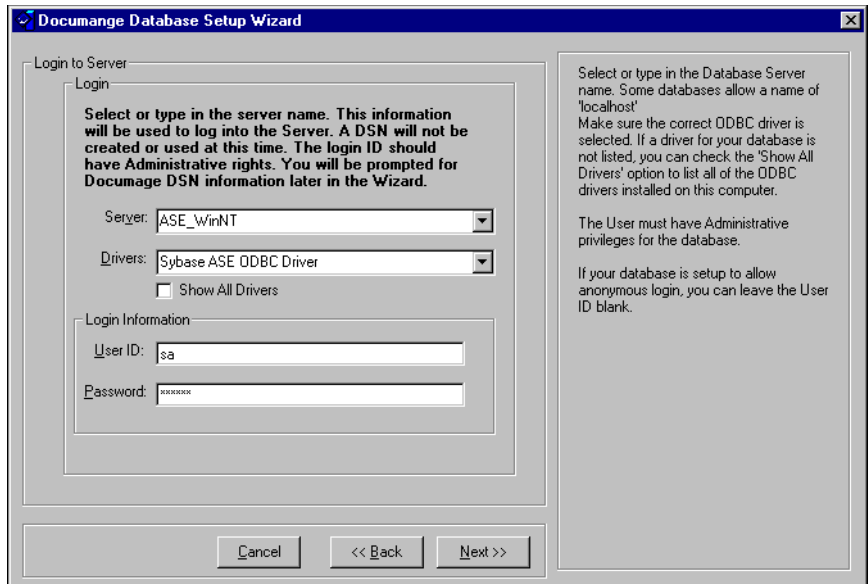 Documange Database Setup Wizard
Login to Server
Login
Select or type in the server name. This information
will be used to log into the Server. A DSN will not be
created or used at this time. The login ID should
have Administrative rights. You will be prompted for
Documage DSN information later in the Wizard.
Server: ASE_WinNT
Drivers: Sybase ASE ODBC Driver
Show All Drivers
Login Information
User ID: sa
Password: ******
Cancel
<< Back
Next >>
Select or type in the Database Server
name. Some databases allow a name of
'localhost'
Make sure the correct ODBC driver is
selected. If a driver for your database is
not listed, you can check the 'Show All
Drivers' option to list all of the ODBC
drivers installed on this computer.
The User must have Administrative
privileges for the database.
If your database is setup to allow
anonymous login, you can leave the User
ID blank.